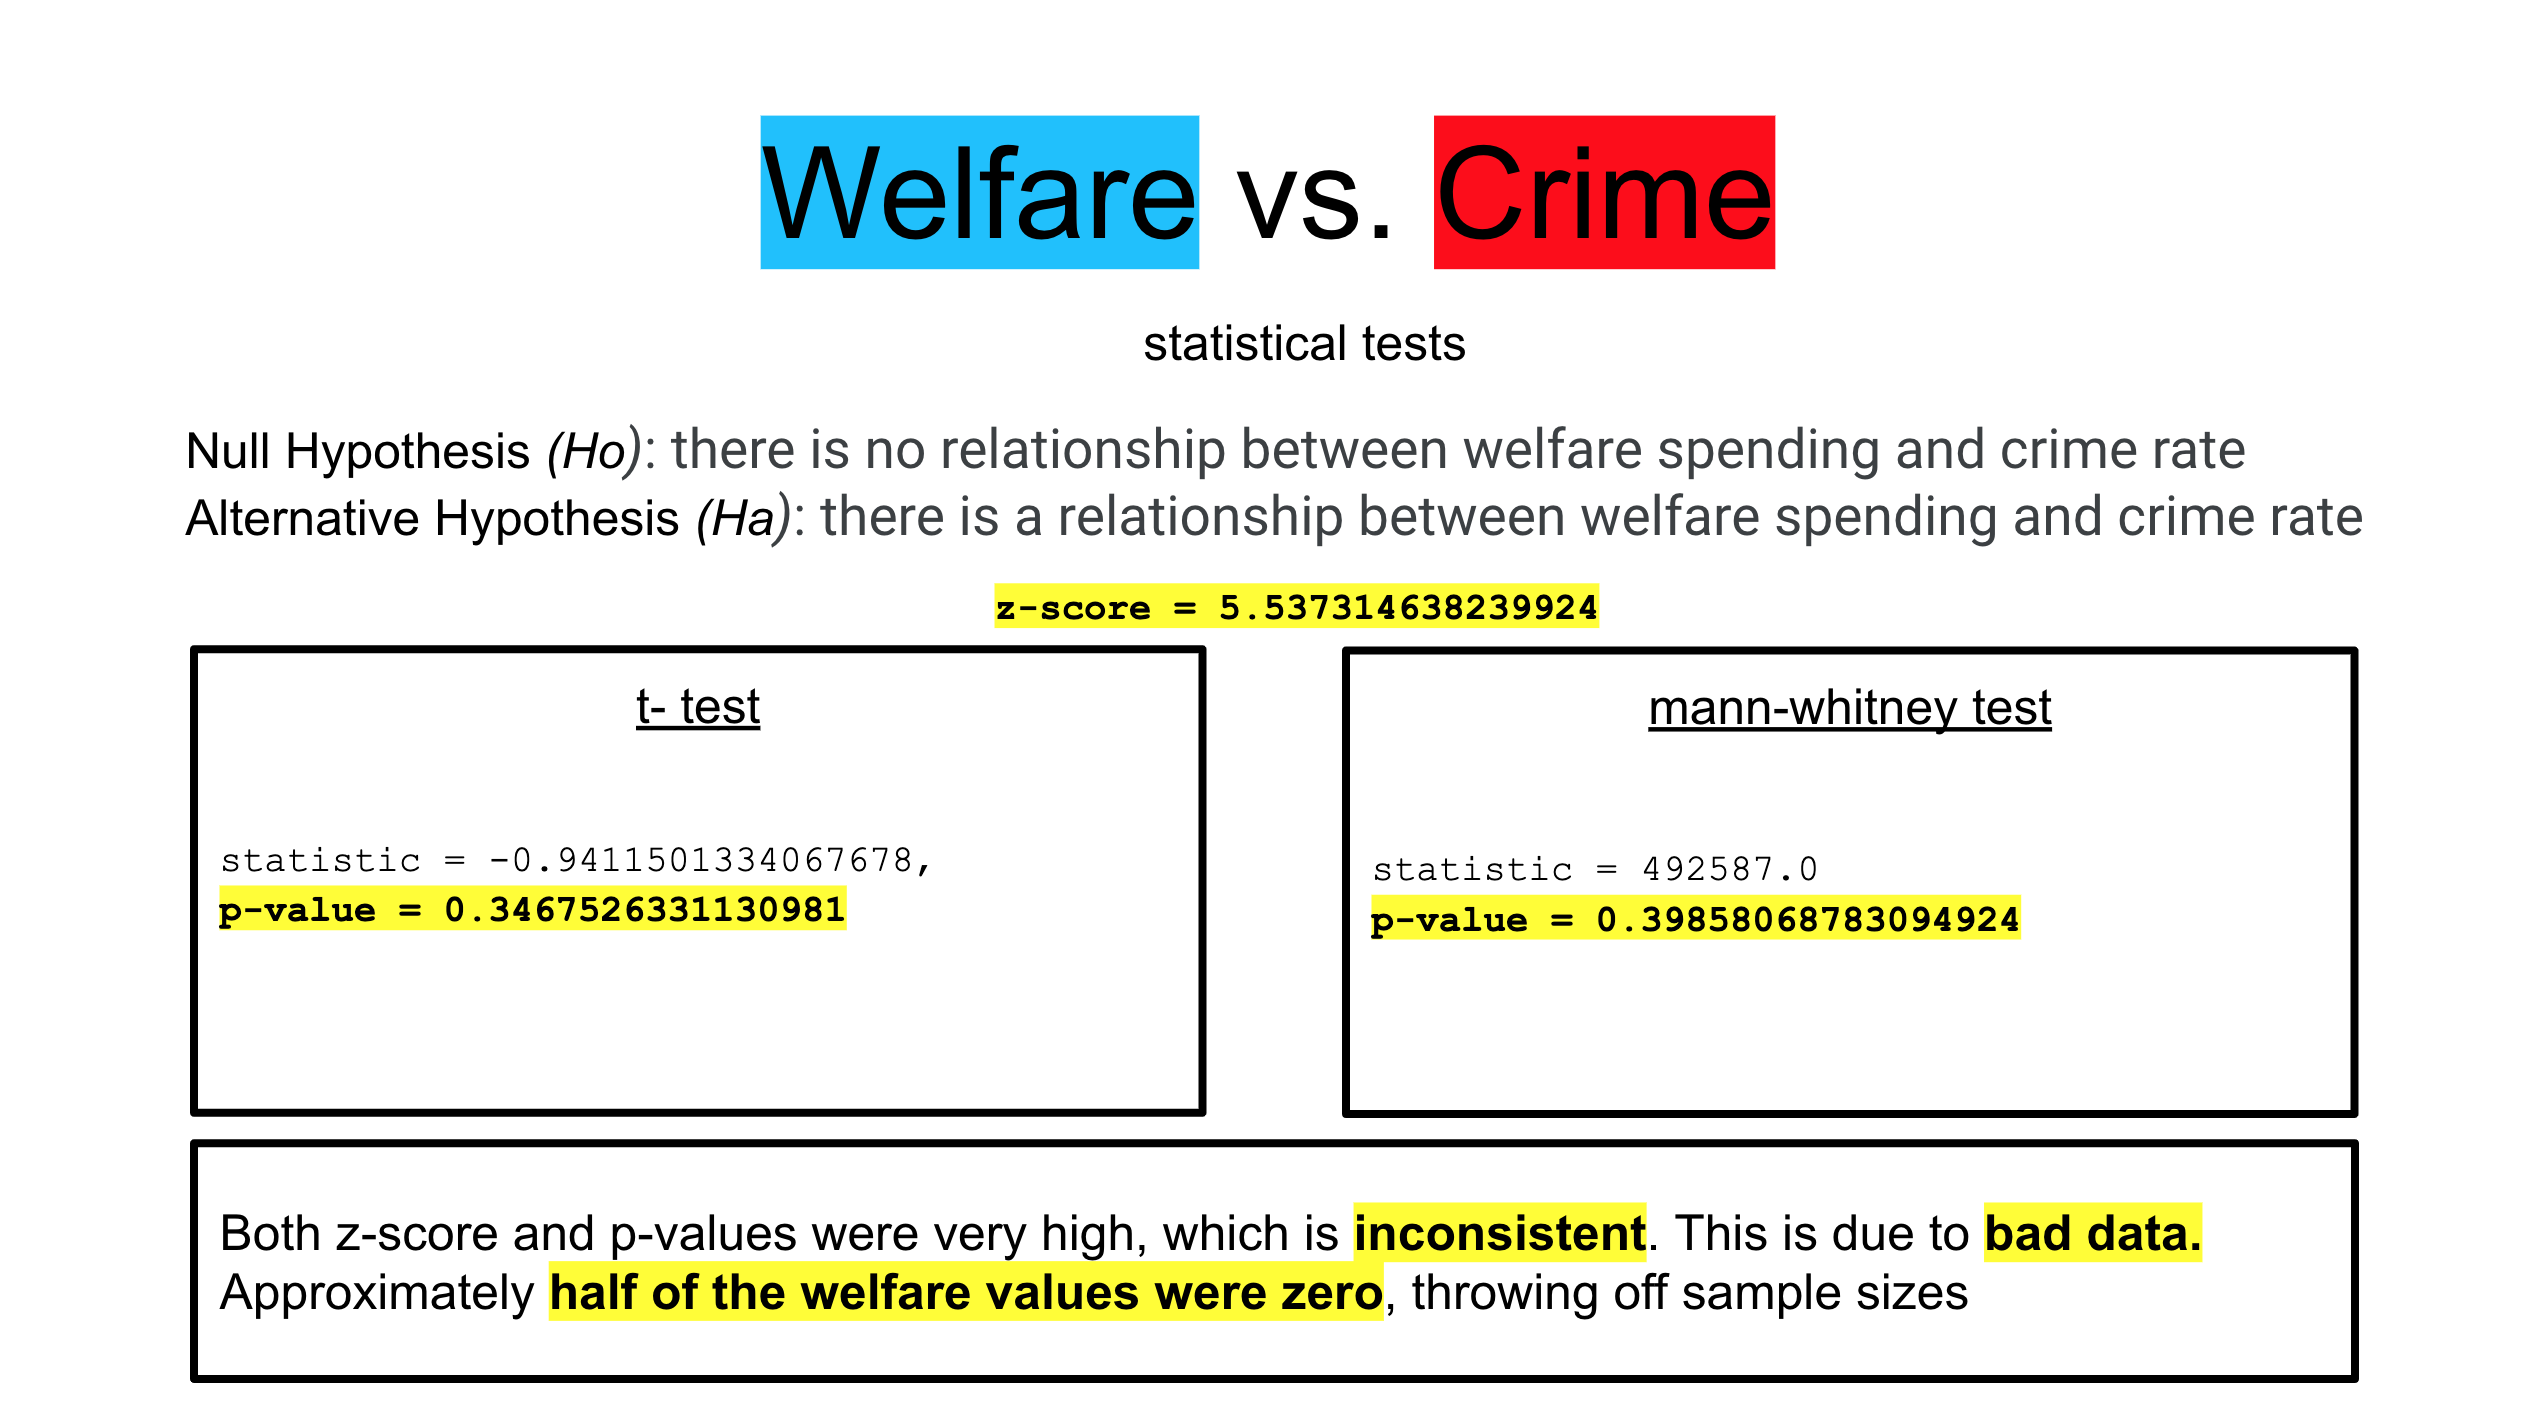 Welfare vs. Crime
statistical tests
Null Hypothesis (Ho): there is no relationship between welfare spending and crime rate
Alternative Hypothesis (Ha): there is a relationship between welfare spending and crime rate
z-score = 5.537314638239924
t- test
statistic = -0.9411501334067678,
p-value = 0.3467526331130981
mann-whitney test
statistic = 492587.0
p-value = 0.39858068783094924
Both z-score and p-values were very high, which is inconsistent. This is due to bad data.
Approximately half of the welfare values were zero, throwing off sample sizes